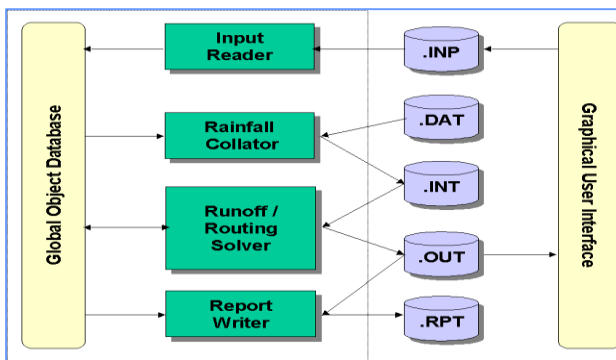 Global Object Database
Input
Reader
Rainfall
Collator
Runoff /
Routing
Solver
Report
Writer
.INP
.DAT
.INT
.OUT
.RPT
Graphical User Interface